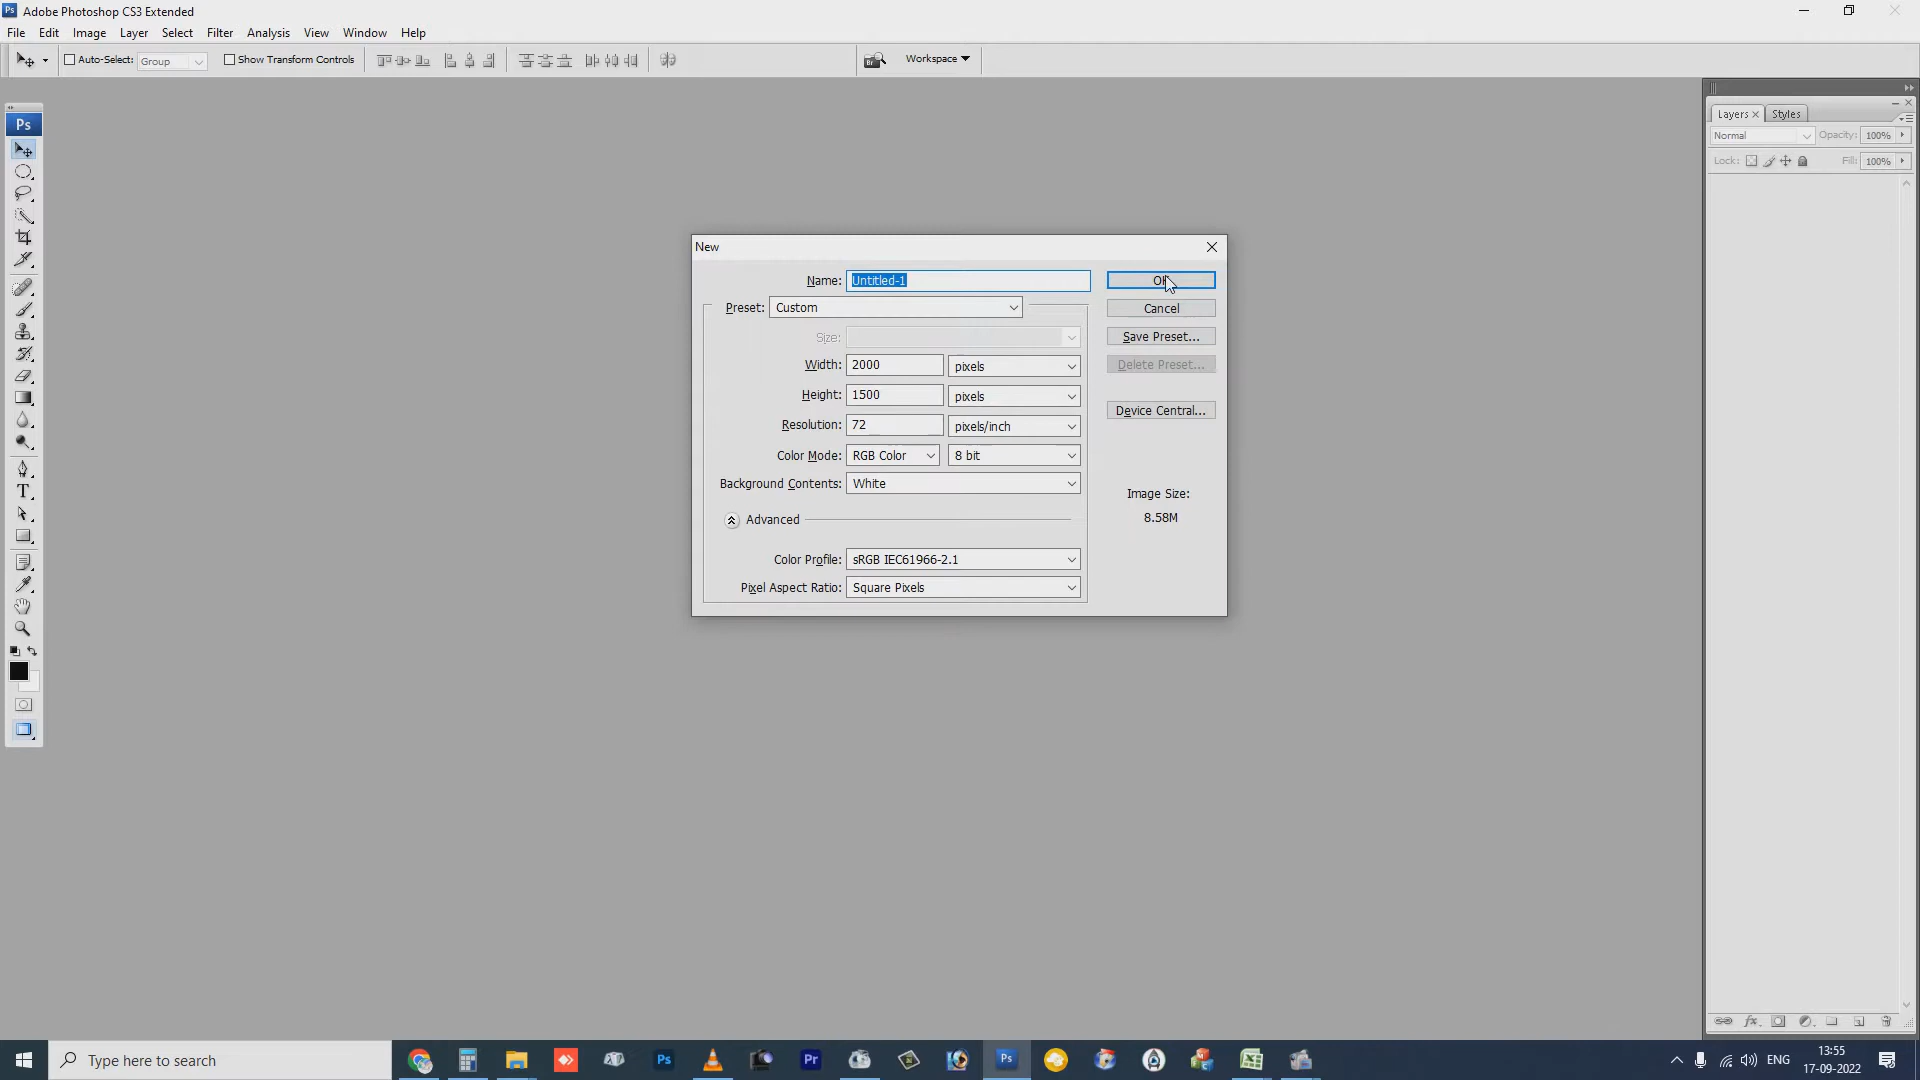 Adobe Photoshop CS3 Extended
File Edit Image Layer Select Filter Analysis View Window Help
Auto-Select: Group Show Transform Controls Workspace
Ps
Layers Styles
Normal Opacity: 100%
Lock: Fill: 100%
New
Name: Untitled-1 OK
Preset: Custom Cancel
Size: Save Preset...
Width: 2000 pixels Delete Preset...
Height: 1500 pixels
Device Central...
Resolution: 72 pixels/inch
Color Mode: RGB Color 8 bit
Background Contents: White
Image Size:
8.58M
Advanced
Color Profile: sRGB IEC61966-2.1
Pixel Aspect Ratio: Square Pixels
Type here to search
Ps Pr Ps
ENG
13:55
17-09-2022